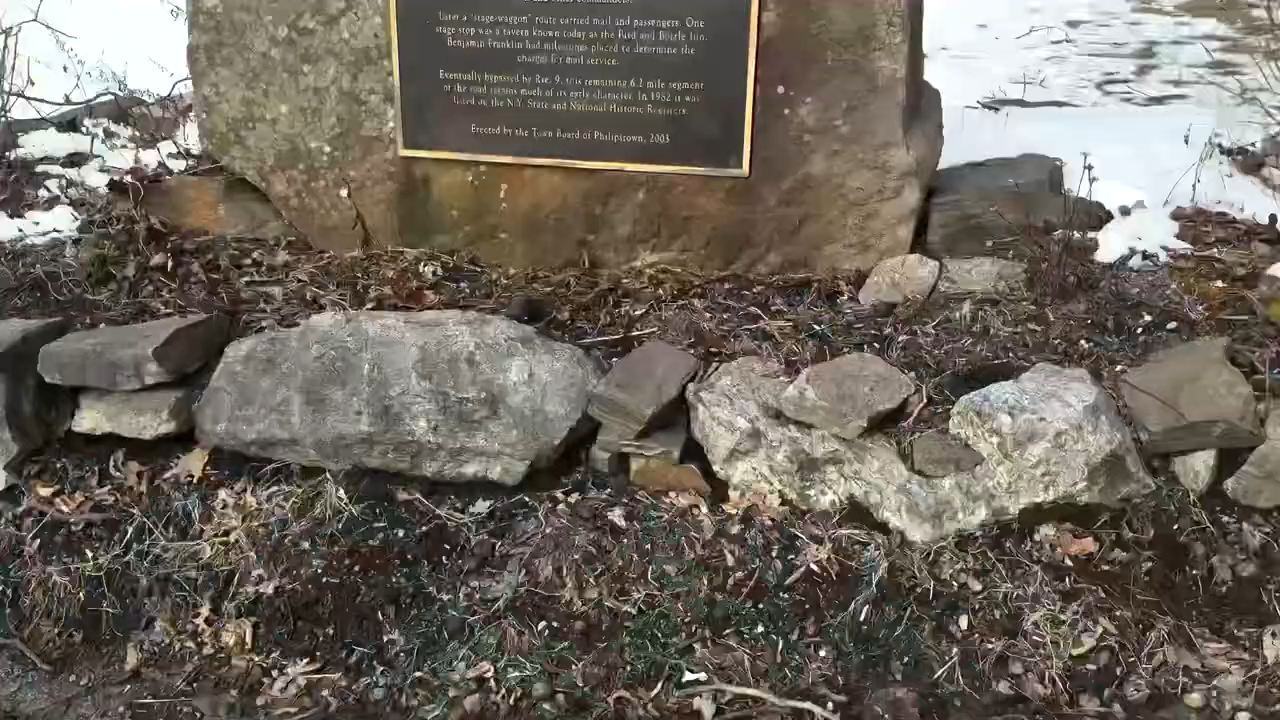 and other commanders.
Later a "stage-waggon" route carried mail and passengers. One
stage stop was a tavern known today as the Bird and Bottle Inn.
Benjamin Franklin had milestones placed to determine the
charges for mail service.
Eventually bypassed by Rte. 9, this remaining 6.2 mile segment
of the road retains much of its early character. In 1982 it was
listed on the N.Y. State and National Historic Registers.
Erected by the Town Board of Philipstown, 2003